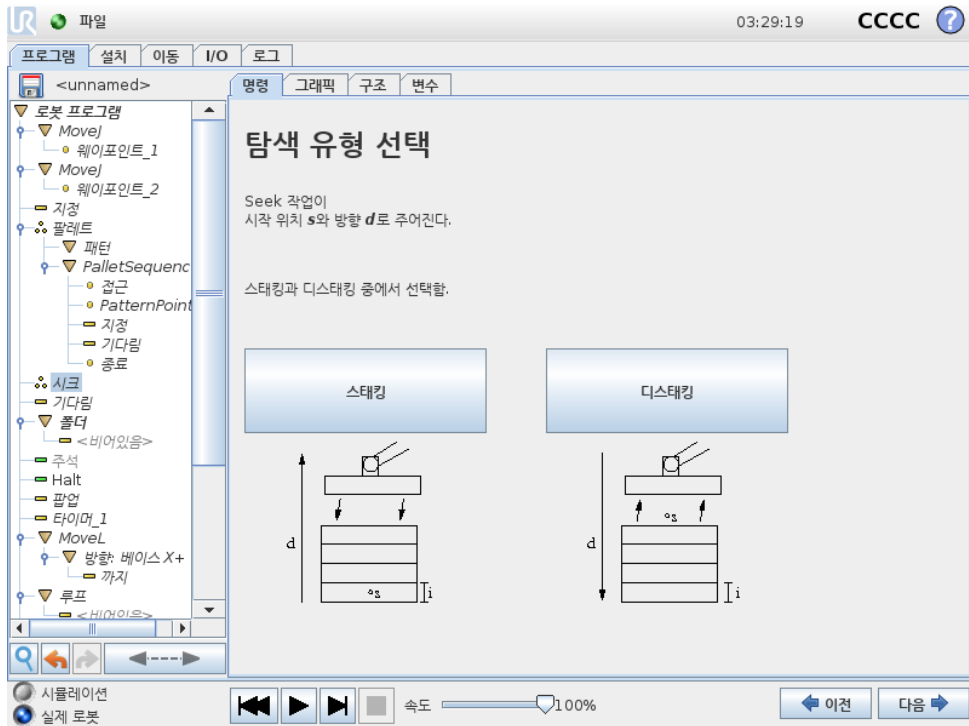 UR 파일 03:29:19 CCCC ?
프로그램 설치 이동 I/O 로그
<unnamed>
명령 그래픽 구조 변수
로봇 프로그램
MoveJ
웨이포인트_1
MoveJ
웨이포인트_2
지정
팔레트
패턴
PalletSequenc
접근
PatternPoint
지정
기다림
종료
시크
기다림
폴더
<비어있음>
주석
Halt
팝업
타이머_1
MoveL
방향: 베이스 X+
까지
루프
<비어있음>
탐색 유형 선택
Seek 작업이
시작 위치 s와 방향 d로 주어진다.
스태킹과 디스태킹 중에서 선택함.
스태킹 디스태킹
d s i
d s i
시뮬레이션
실제 로봇
속도 100%
이전 다음